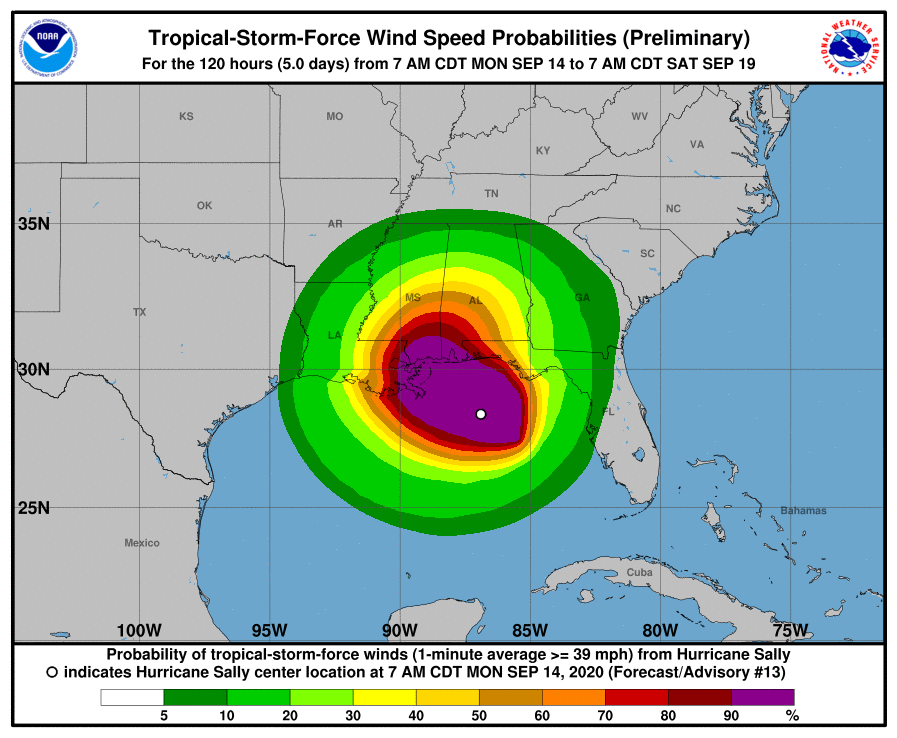 Tropical-Storm-Force Wind Speed Probabilities (Preliminary)
For the 120 hours (5.0 days) from 7 AM CDT MON SEP 14 to 7 AM CDT SAT SEP 19
NOAA
NATIONAL WEATHER SERVICE
KS
MO
WV
VA
KY
TN
OK
NC
AR
35N
SC
MS
AL
GA
TX
LA
30N
FL
25N
Bahamas
Mexico
Cuba
100W 95W 90W 85W 80W 75W
Probability of tropical-storm-force winds (1-minute average >= 39 mph) from Hurricane Sally
indicates Hurricane Sally center location at 7 AM CDT MON SEP 14, 2020 (Forecast/Advisory #13)
5 10 20 30 40 50 60 70 80 90 %